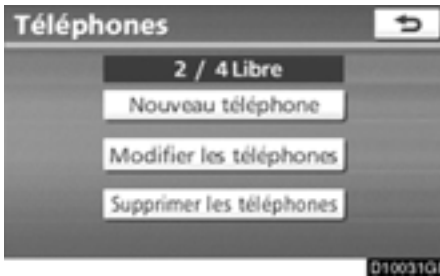 Téléphones
2 / 4 Libre
Nouveau téléphone
Modifier les téléphones
Supprimer les téléphones
D10031G